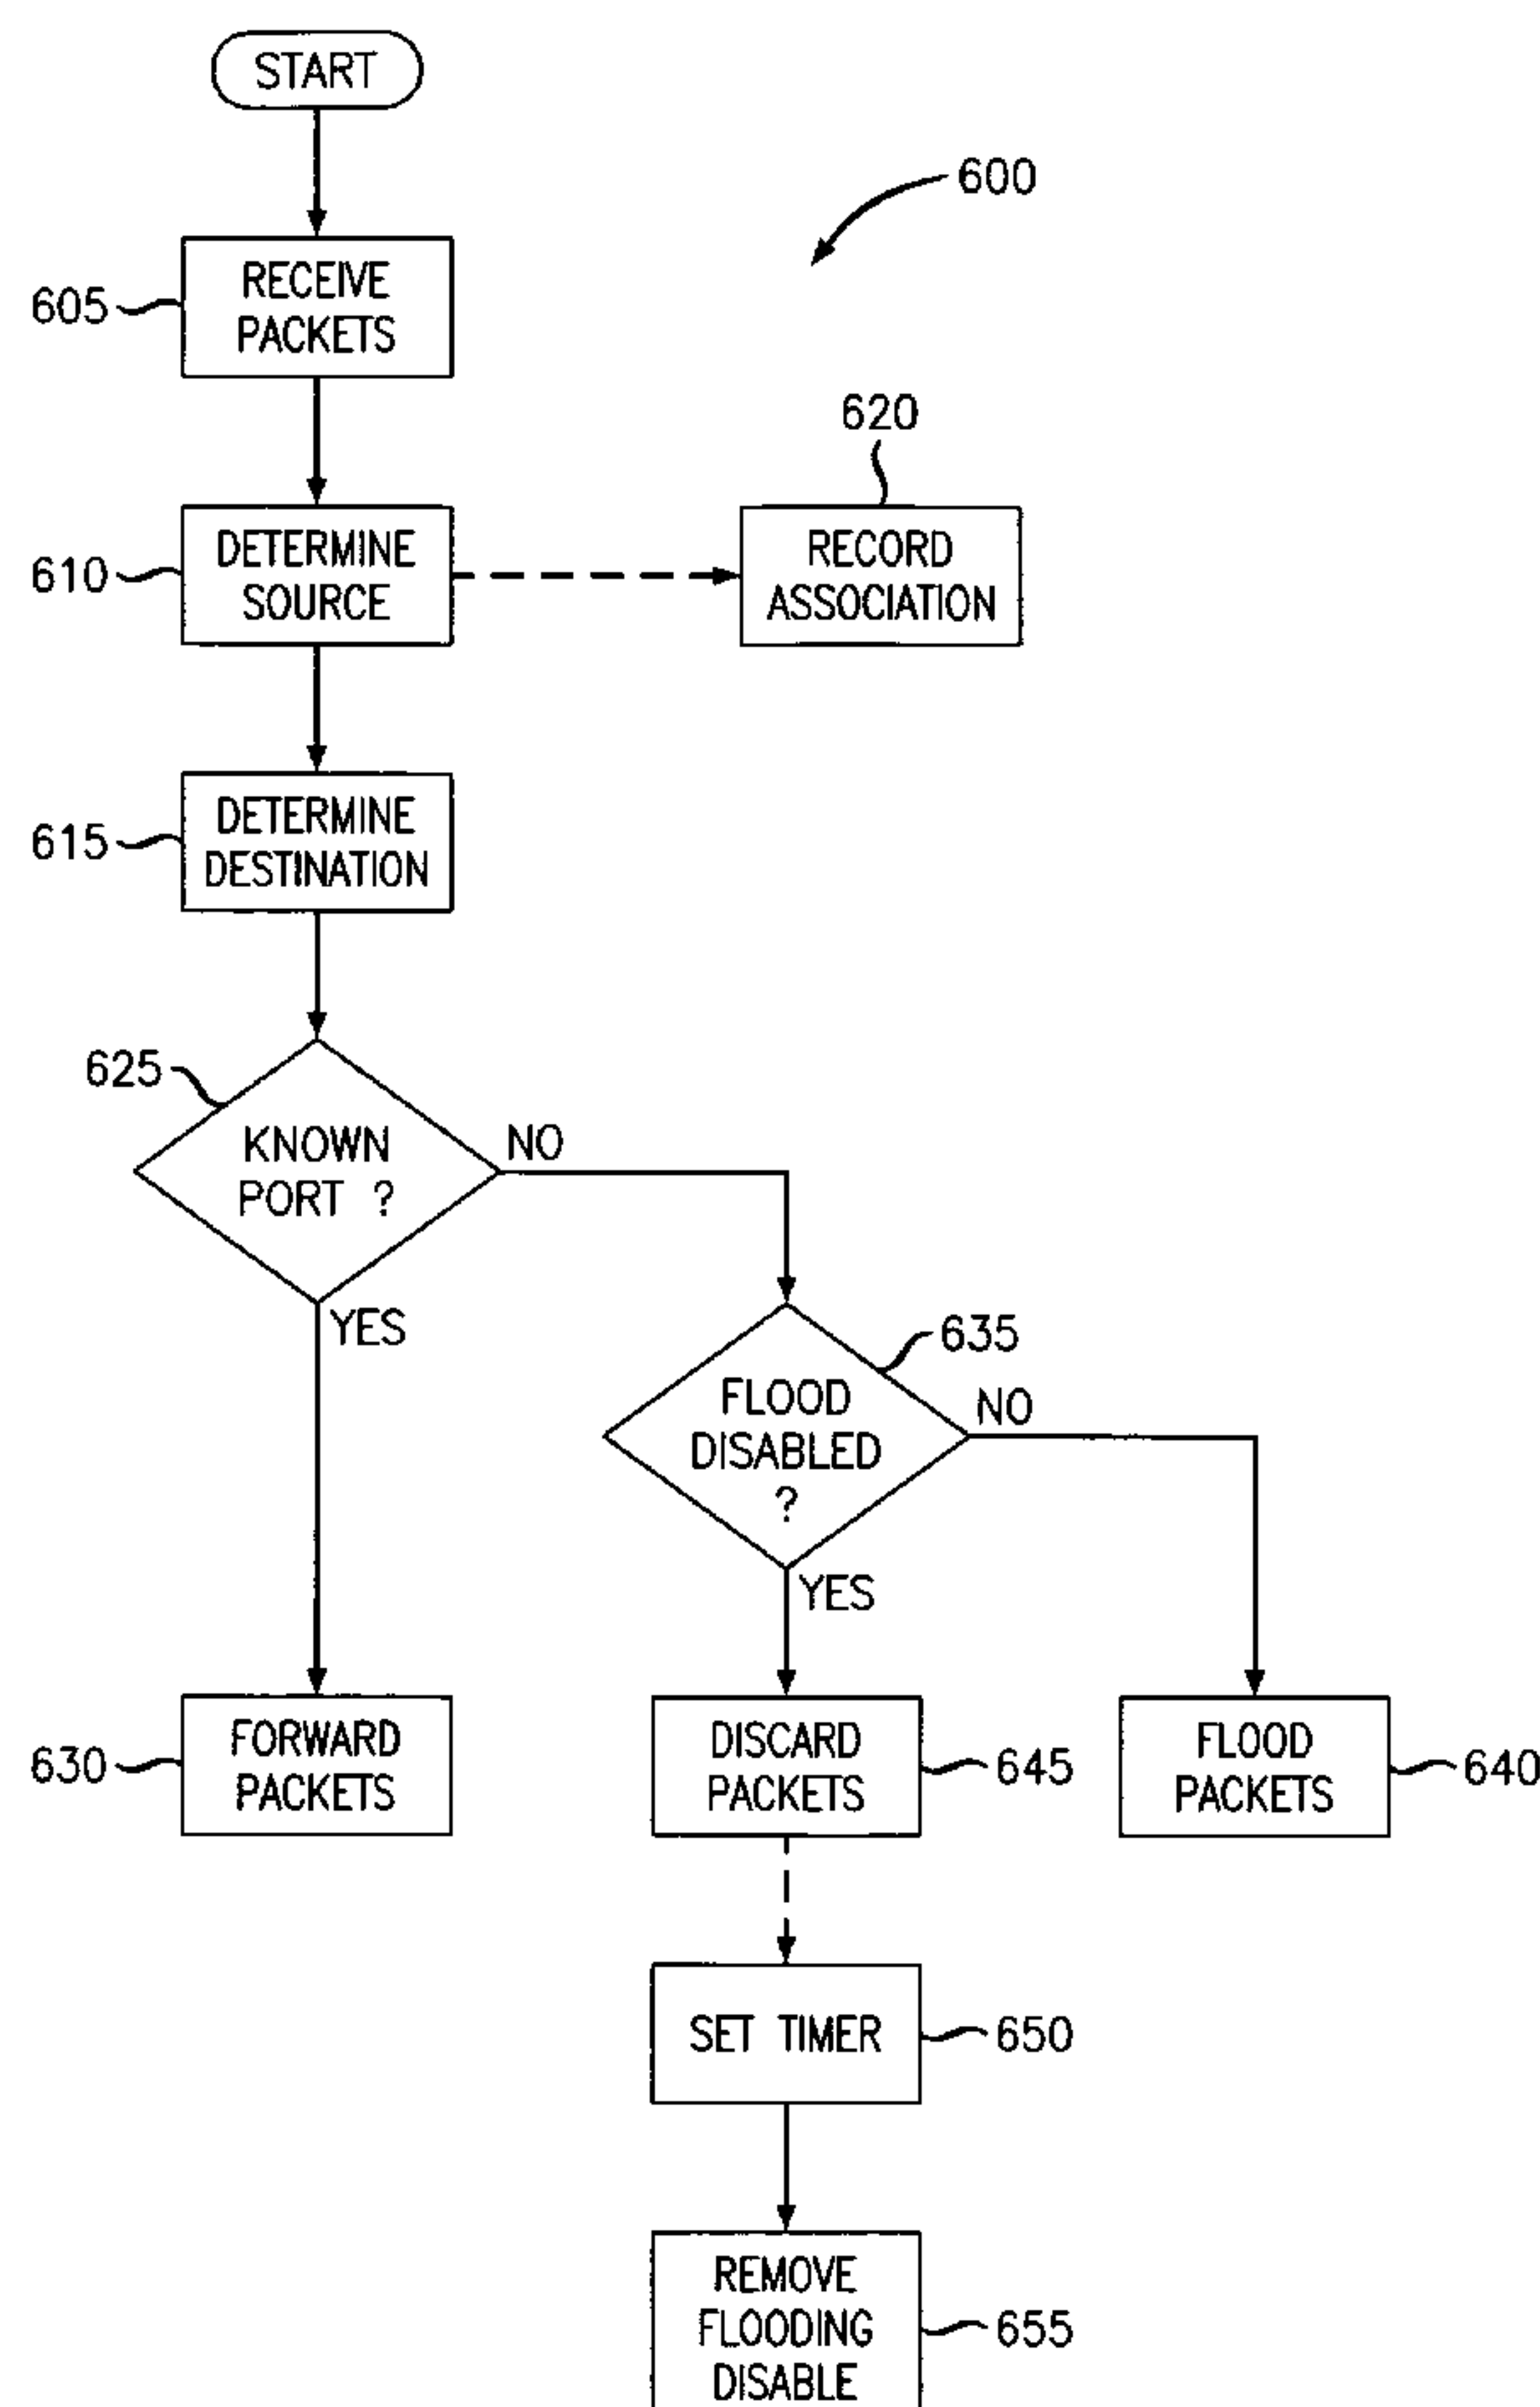 START
600
605
RECEIVE
PACKETS
620
610
DETERMINE
SOURCE
RECORD
ASSOCIATION
615
DETERMINE
DESTINATION
625
KNOWN
PORT ?
NO
YES
635
FLOOD
DISABLED
?
NO
YES
630
FORWARD
PACKETS
DISCARD
PACKETS
645
FLOOD
PACKETS
640
SET TIMER
650
REMOVE
FLOODING
DISABLE
655